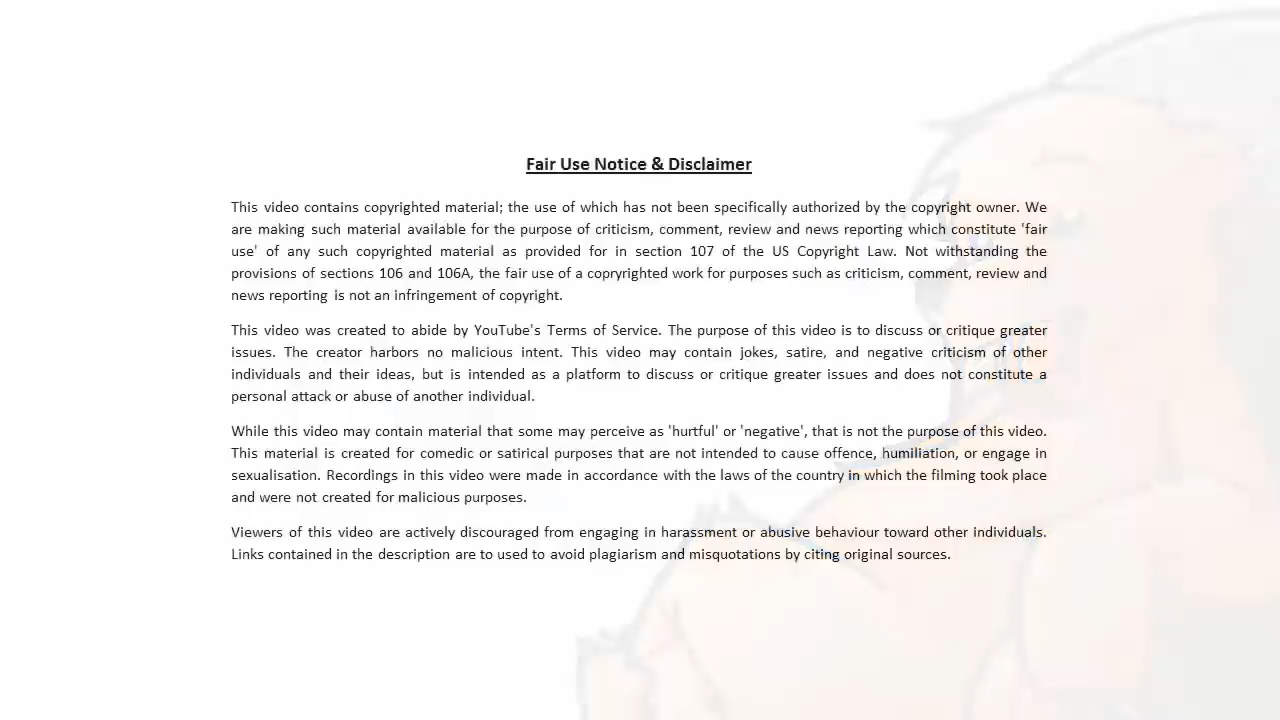 Fair Use Notice & Disclaimer
This video contains copyrighted material; the use of which has not been specifically authorized by the copyright owner. We
are making such material available for the purpose of criticism, comment, review and news reporting which constitute 'fair
use' of any such copyrighted material as provided for in section 107 of the US Copyright Law. Not withstanding the
provisions of sections 106 and 106A, the fair use of a copryrighted work for purposes such as criticism, comment, review and
news reporting is not an infringement of copyright.
This video was created to abide by YouTube's Terms of Service. The purpose of this video is to discuss or critique greater
issues. The creator harbors no malicious intent. This video may contain jokes, satire, and negative criticism of other
individuals and their ideas, but is intended as a platform to discuss or critique greater issues and does not constitute a
personal attack or abuse of another individual.
While this video may contain material that some may perceive as 'hurtful' or 'negative', that is not the purpose of this video.
This material is created for comedic or satirical purposes that are not intended to cause offence, humiliation, or engage in
sexualisation. Recordings in this video were made in accordance with the laws of the country in which the filming took place
and were not created for malicious purposes.
Viewers of this video are actively discouraged from engaging in harassment or abusive behaviour toward other individuals.
Links contained in the description are to used to avoid plagiarism and misquotations by citing original sources.